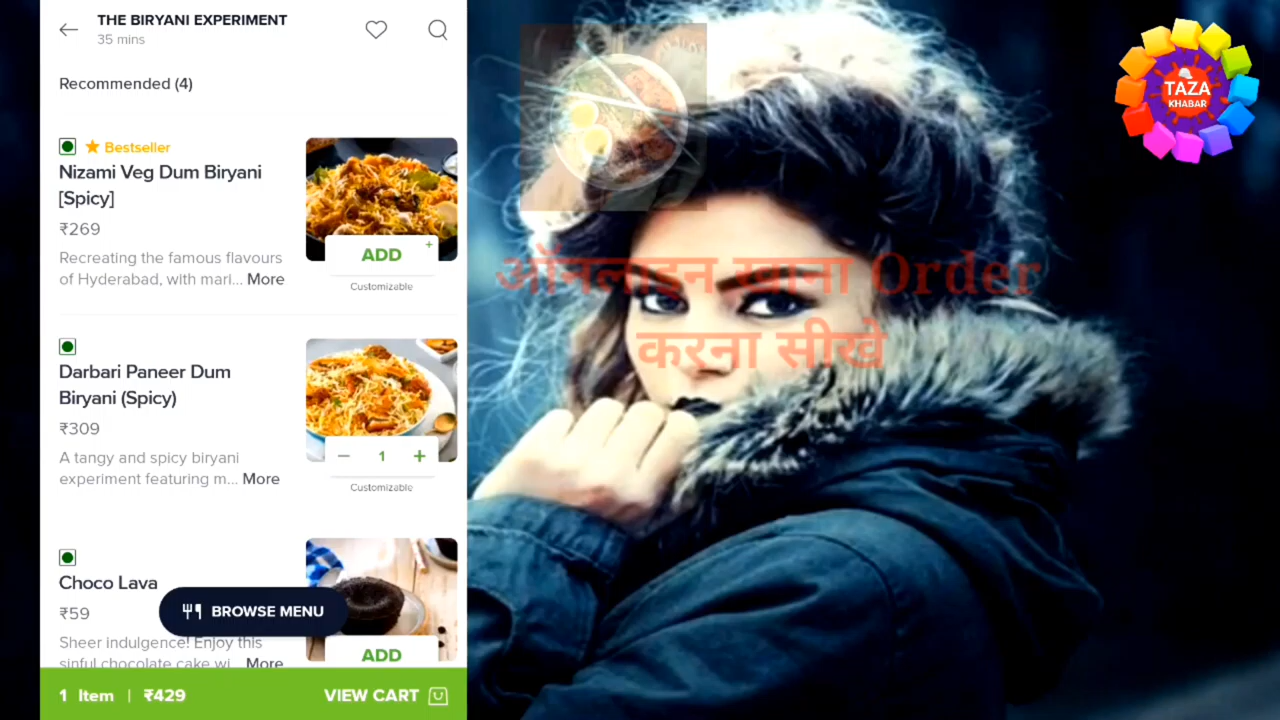 THE BIRYANI EXPERIMENT
35 mins
Recommended (4)
Bestseller
Nizami Veg Dum Biryani
[Spicy]
₹269
Recreating the famous flavours
of Hyderabad, with mari... More
ADD +
Customizable
Darbari Paneer Dum
Biryani (Spicy)
₹309
A tangy and spicy biryani
experiment featuring m... More
− 1 +
Customizable
Choco Lava
₹59
Sheer indulgence! Enjoy this
sinful chocolate cake wi... More
ADD
BROWSE MENU
1 Item | ₹429
VIEW CART
ऑनलाइन खाना Order
करना सीखे
TAZA
KHABAR